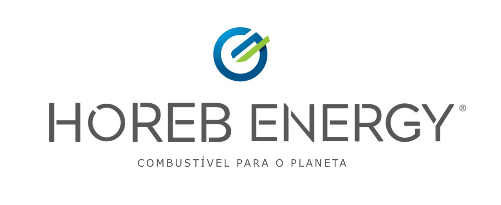 HOREB ENERGY®
COMBUSTÍVEL PARA O PLANETA